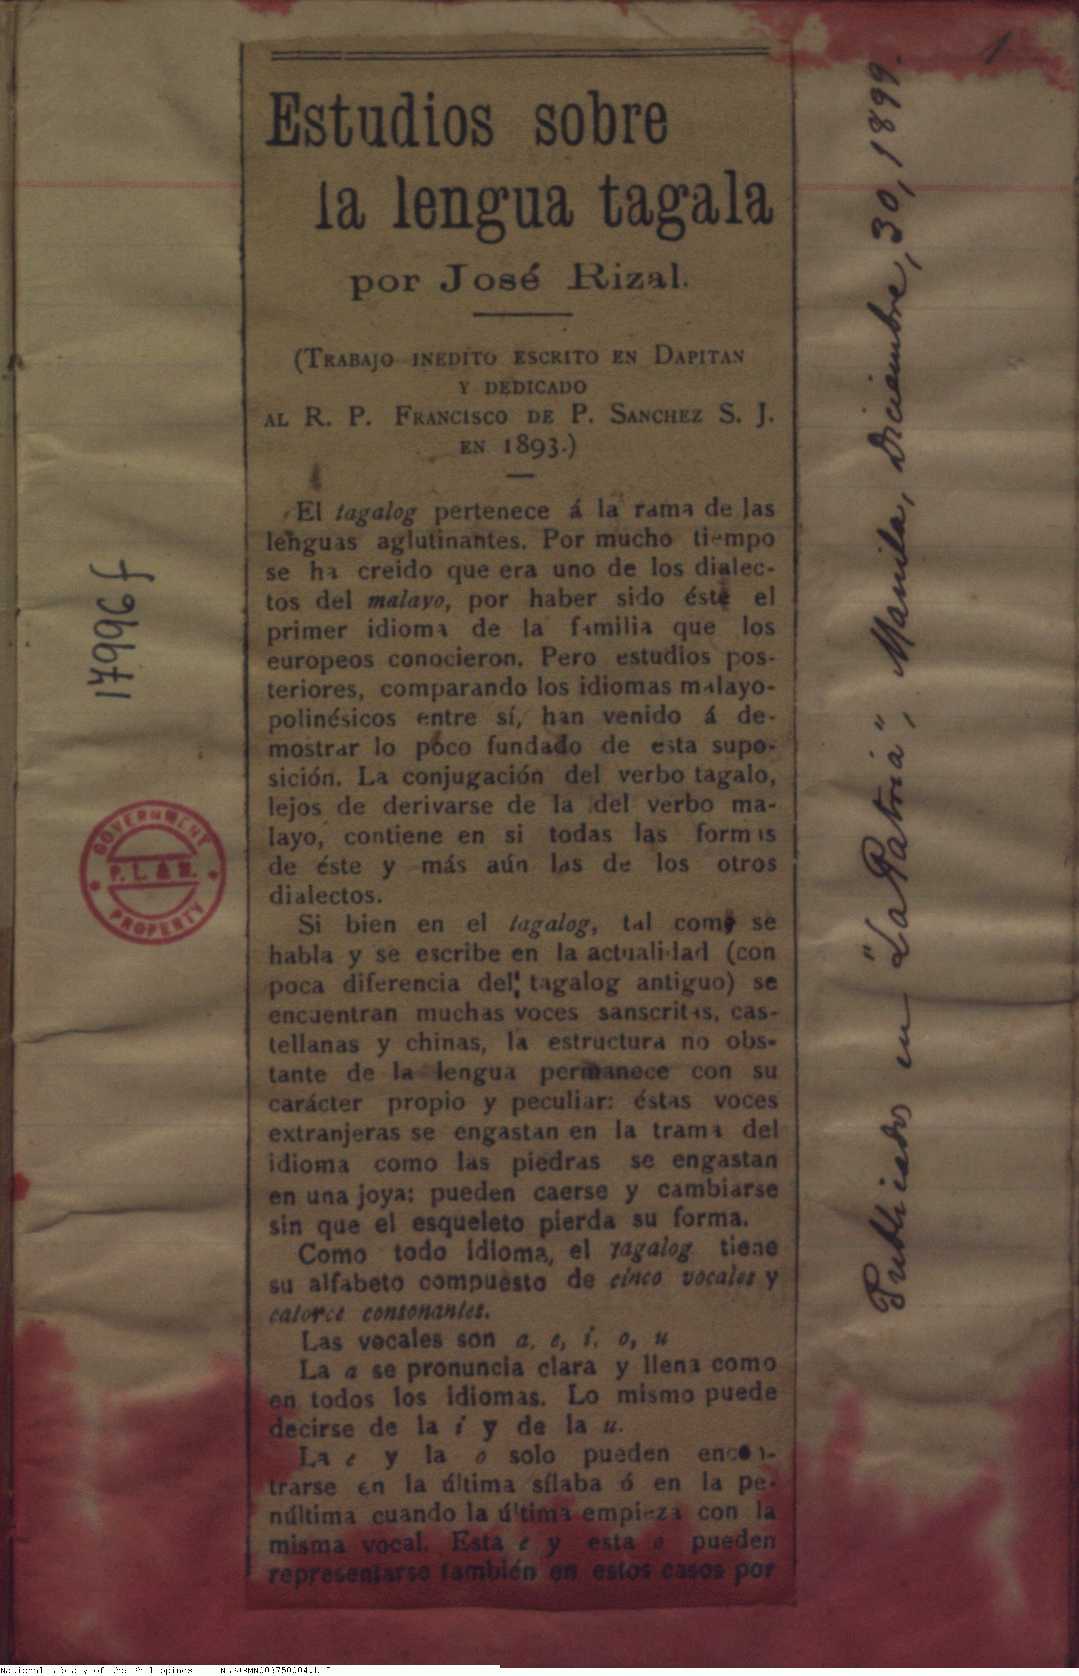 1
Estudios sobre
la lengua tagala
por José Rizal.
(TRABAJO INEDITO ESCRITO EN DAPITAN
Y DEDICADO
AL R. P. FRANCISCO DE P. SANCHEZ S. J.
EN 1893.)
El tagalog pertenece á la rama de las
lenguas aglutinantes. Por mucho tiempo
se ha creido que era uno de los dialec-
tos del malayo, por haber sido éste el
primer idioma de la familia que los
europeos conocieron. Pero estudios pos-
teriores, comparando los idiomas malayo-
polinésicos entre sí, han venido á de-
mostrar lo poco fundado de esta supo-
sición. La conjugación del verbo tagalo,
lejos de derivarse de la del verbo ma-
layo, contiene en si todas las formas
de éste y más aún las de los otros
dialectos.
Si bien en el tagalog, tal como se
habla y se escribe en la actualidad (con
poca diferencia del tagalog antiguo) se
encuentran muchas voces sanscritas, cas-
tellanas y chinas, la estructura no obs-
tante de la lengua permanece con su
carácter propio y peculiar: éstas voces
extranjeras se engastan en la trama del
idioma como las piedras se engastan
en una joya: pueden caerse y cambiarse
sin que el esqueleto pierda su forma.
Como todo idioma, el tagalog tiene
su alfabeto compuesto de cinco vocales y
catorce consonantes.
Las vocales son a, e, i, o, u
La a se pronuncia clara y llena como
en todos los idiomas. Lo mismo puede
decirse de la i y de la u.
La e y la o solo pueden encon-
trarse en la última sílaba ó en la pe-
núltima cuando la última empieza con la
misma vocal. Esta e y esta o pueden
representarse también en estos casos por
Publicados en "La Patria", Manila, Diciembre, 30, 1899.
17996 f
GOVERNMENT
P. L. & M.
PROPERTY
National Library of the Philippines